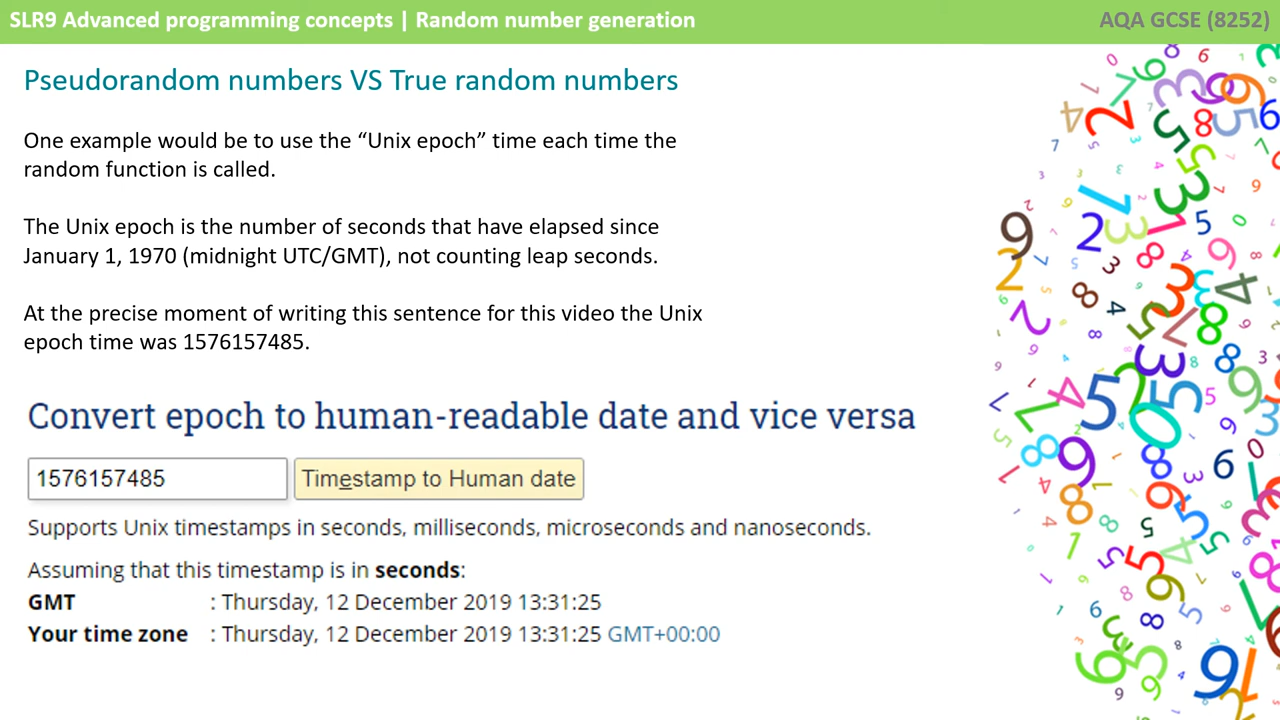 SLR9 Advanced programming concepts | Random number generation
AQA GCSE (8252)
Pseudorandom numbers VS True random numbers
One example would be to use the “Unix epoch” time each time the
random function is called.
The Unix epoch is the number of seconds that have elapsed since
January 1, 1970 (midnight UTC/GMT), not counting leap seconds.
At the precise moment of writing this sentence for this video the Unix
epoch time was 1576157485.
Convert epoch to human-readable date and vice versa
1576157485 Timestamp to Human date
Supports Unix timestamps in seconds, milliseconds, microseconds and nanoseconds.
Assuming that this timestamp is in seconds:
GMT : Thursday, 12 December 2019 13:31:25
Your time zone : Thursday, 12 December 2019 13:31:25 GMT+00:00